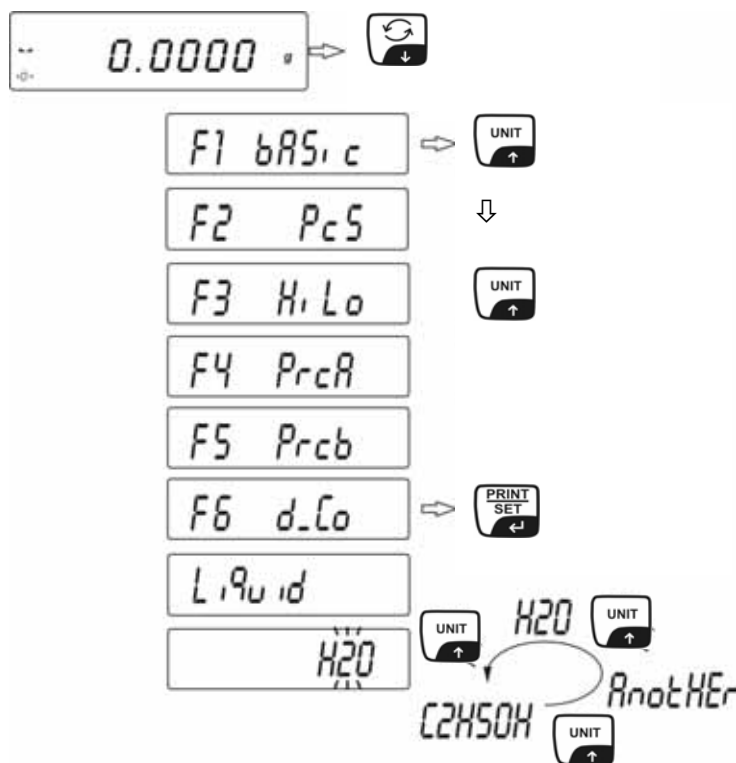 0.0000 g
F1 bASic
UNIT
F2 PcS
F3 HiLo
UNIT
F4 PrcA
F5 Prcb
F6 d_Co
PRINT
SET
Liquid
H2O
UNIT
H2O
UNIT
AnotHEr
C2H5OH
UNIT